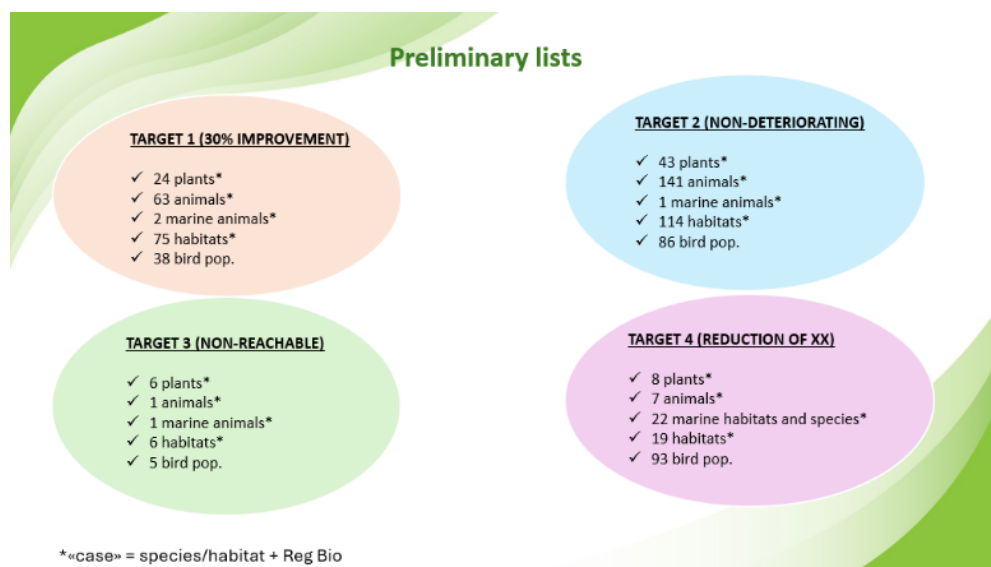 Preliminary lists
TARGET 1 (30% IMPROVEMENT)
✓ 24 plants*
✓ 63 animals*
✓ 2 marine animals*
✓ 75 habitats*
✓ 38 bird pop.
TARGET 2 (NON-DETERIORATING)
✓ 43 plants*
✓ 141 animals*
✓ 1 marine animals*
✓ 114 habitats*
✓ 86 bird pop.
TARGET 3 (NON-REACHABLE)
✓ 6 plants*
✓ 1 animals*
✓ 1 marine animals*
✓ 6 habitats*
✓ 5 bird pop.
TARGET 4 (REDUCTION OF XX)
✓ 8 plants*
✓ 7 animals*
✓ 22 marine habitats and species*
✓ 19 habitats*
✓ 93 bird pop.
*«case» = species/habitat + Reg Bio